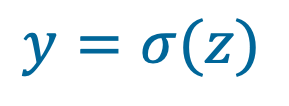 y = σ(z)